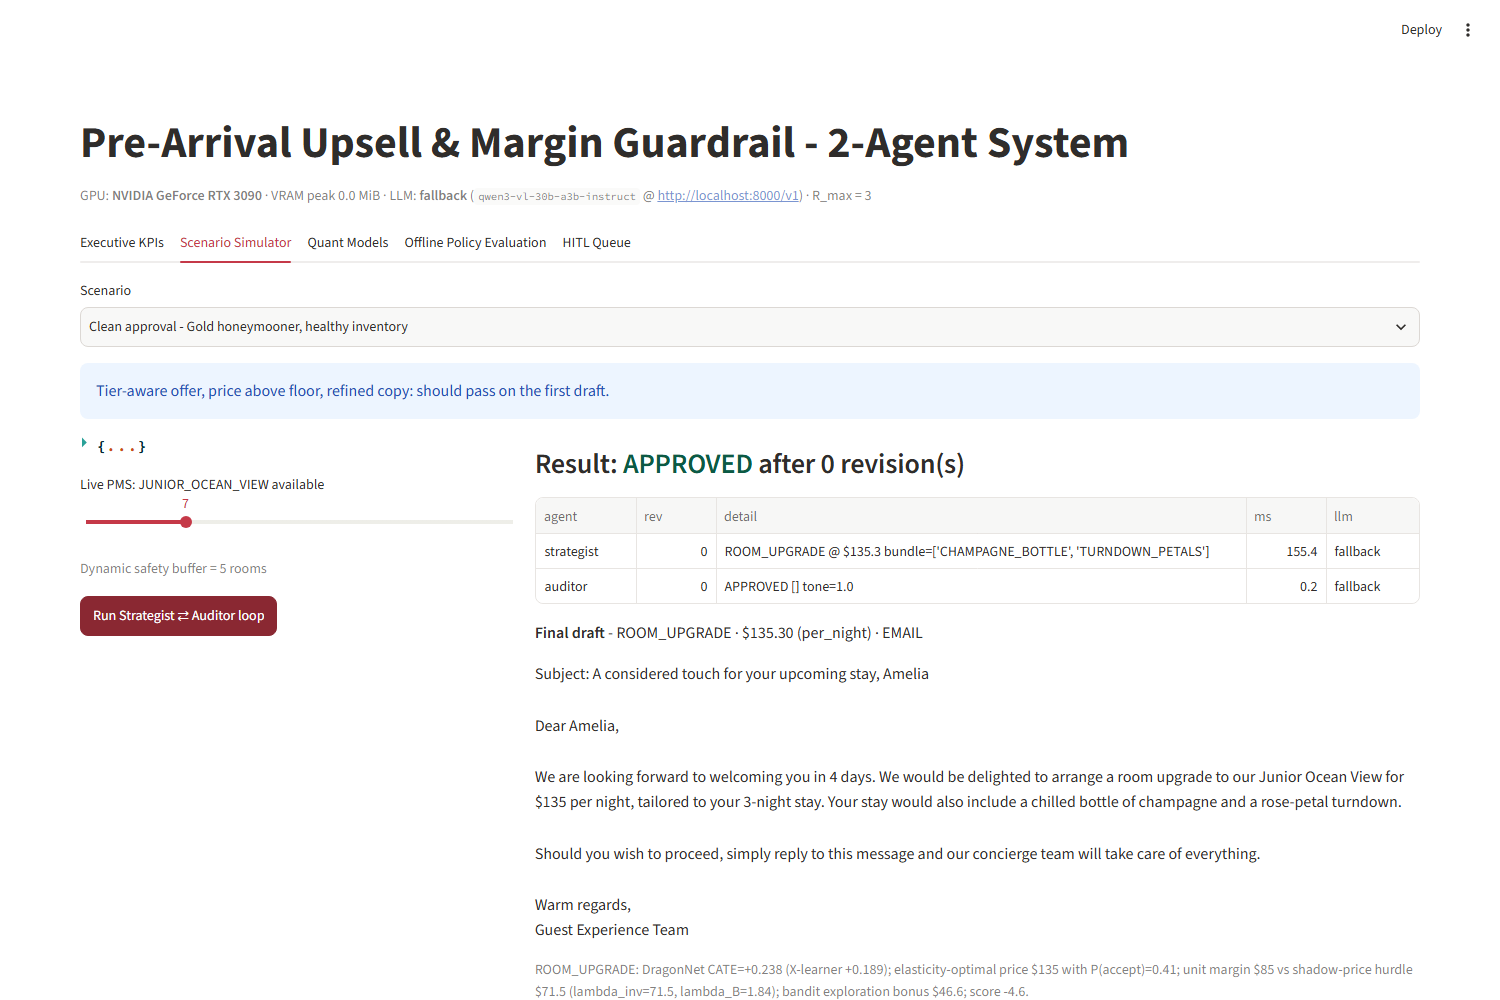 Deploy
Pre-Arrival Upsell & Margin Guardrail - 2-Agent System
GPU: NVIDIA GeForce RTX 3090 · VRAM peak 0.0 MiB · LLM: fallback ( qwen3-vl-30b-a3b-instruct @ http://localhost:8000/v1) · R_max = 3
Executive KPIs Scenario Simulator Quant Models Offline Policy Evaluation HITL Queue
Scenario
Clean approval - Gold honeymooner, healthy inventory
Tier-aware offer, price above floor, refined copy: should pass on the first draft.
{...}
Live PMS: JUNIOR_OCEAN_VIEW available
7
Dynamic safety buffer = 5 rooms
Run Strategist ⇄ Auditor loop
Result: APPROVED after 0 revision(s)
agent rev detail ms llm
strategist 0 ROOM_UPGRADE @ $135.3 bundle=['CHAMPAGNE_BOTTLE', 'TURNDOWN_PETALS'] 155.4 fallback
auditor 0 APPROVED [] tone=1.0 0.2 fallback
Final draft - ROOM_UPGRADE · $135.30 (per_night) · EMAIL
Subject: A considered touch for your upcoming stay, Amelia
Dear Amelia,
We are looking forward to welcoming you in 4 days. We would be delighted to arrange a room upgrade to our Junior Ocean View for
$135 per night, tailored to your 3-night stay. Your stay would also include a chilled bottle of champagne and a rose-petal turndown.
Should you wish to proceed, simply reply to this message and our concierge team will take care of everything.
Warm regards,
Guest Experience Team
ROOM_UPGRADE: DragonNet CATE=+0.238 (X-learner +0.189); elasticity-optimal price $135 with P(accept)=0.41; unit margin $85 vs shadow-price hurdle
$71.5 (lambda_inv=71.5, lambda_B=1.84); bandit exploration bonus $46.6; score -4.6.